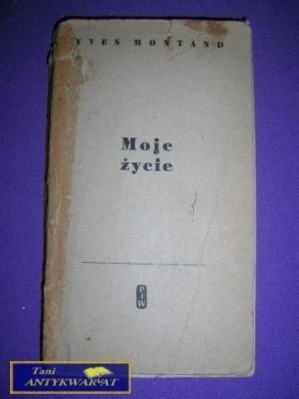 YVES MONTAND
Moje
życie
PIW
Tani
ANTYKWARIAT